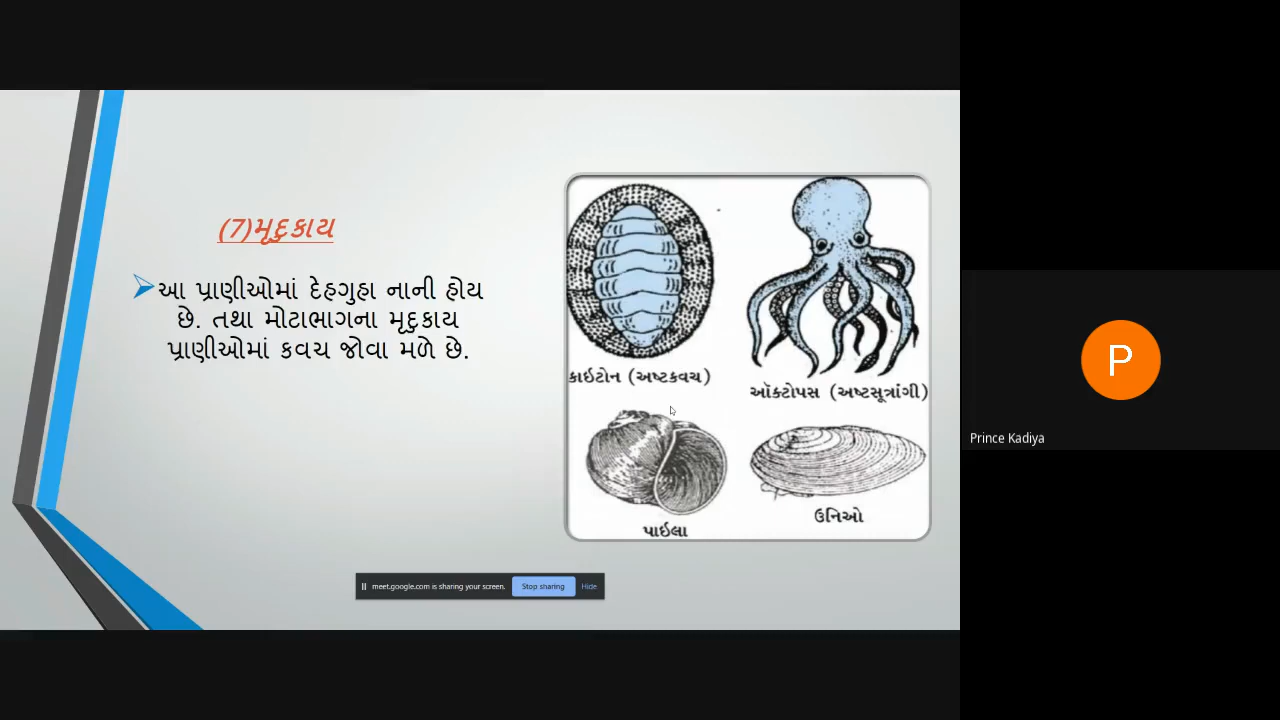 (7)મૃદુકાય
આ પ્રાણીઓમાં દેહગુહા નાની હોય
છે. તથા મોટાભાગના મૃદુકાય
પ્રાણીઓમાં કવચ જોવા મળે છે.
કાઇટોન (અષ્ટકવચ)
ઑક્ટોપસ (અષ્ટસૂત્રાંગી)
પાઇલા
ઉનિઓ
meet.google.com is sharing your screen. Stop sharing Hide
P
Prince Kadiya